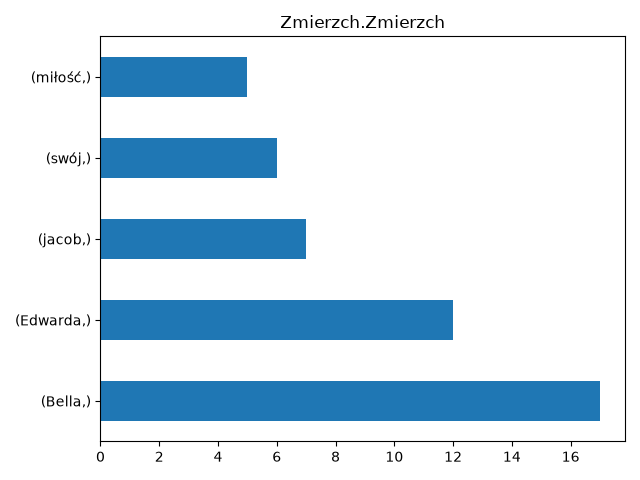 Zmierzch.Zmierzch
(miłość,)
(swój,)
(jacob,)
(Edwarda,)
(Bella,)
0 2 4 6 8 10 12 14 16